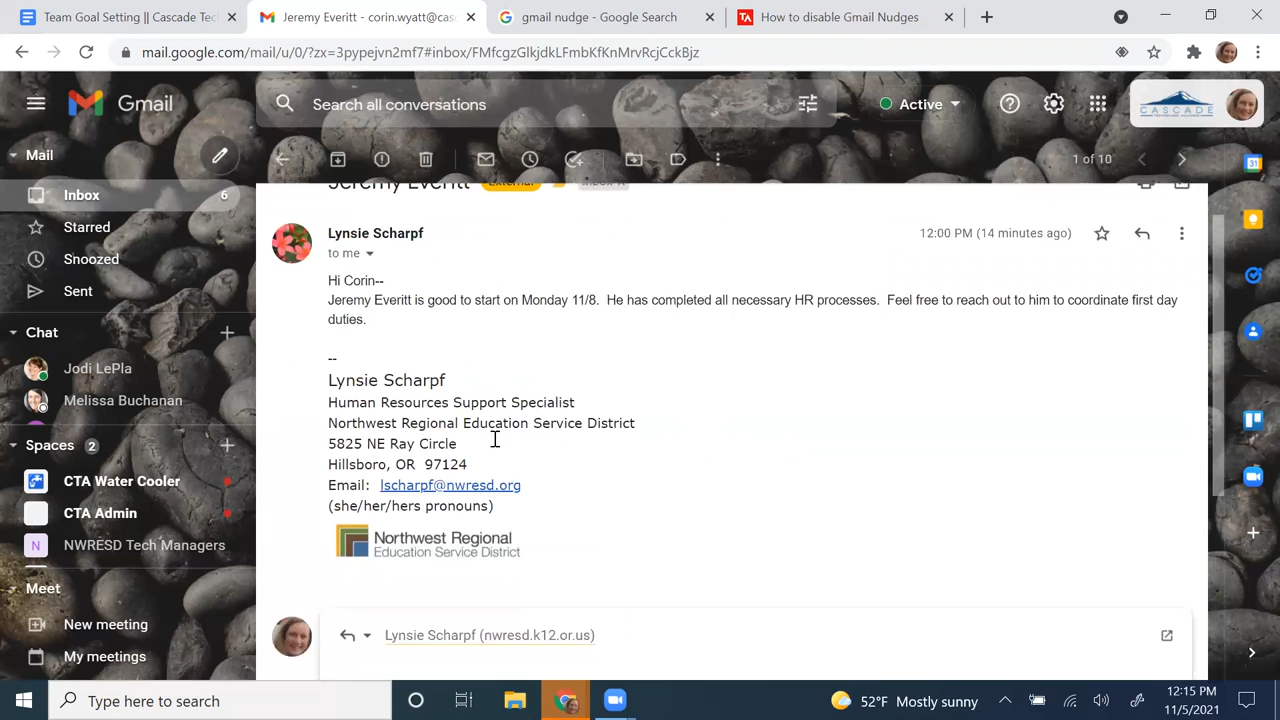 Team Goal Setting || Cascade Tec
Jeremy Everitt - corin.wyatt@cas
gmail nudge - Google Search
How to disable Gmail Nudges
mail.google.com/mail/u/0/?zx=3pypejvn2mf7#inbox/FMfcgzGlkjdkLFmbKfKnMrvRcjCckBjz
Gmail
Search all conversations
Active
CASCADE
Mail
1 of 10
Inbox 6
Starred
Snoozed
Sent
Chat
Jodi LePla
Melissa Buchanan
Spaces 2
CTA Water Cooler
CTA Admin
N NWRESD Tech Managers
Meet
New meeting
My meetings
Jeremy Everitt External Inbox x
Lynsie Scharpf 12:00 PM (14 minutes ago)
to me
Hi Corin--
Jeremy Everitt is good to start on Monday 11/8. He has completed all necessary HR processes. Feel free to reach out to him to coordinate first day
duties.
--
Lynsie Scharpf
Human Resources Support Specialist
Northwest Regional Education Service District
5825 NE Ray Circle
Hillsboro, OR 97124
Email: lscharpf@nwresd.org
(she/her/hers pronouns)
Northwest Regional
Education Service District
Lynsie Scharpf (nwresd.k12.or.us)
31
Type here to search
52°F Mostly sunny
12:15 PM
11/5/2021